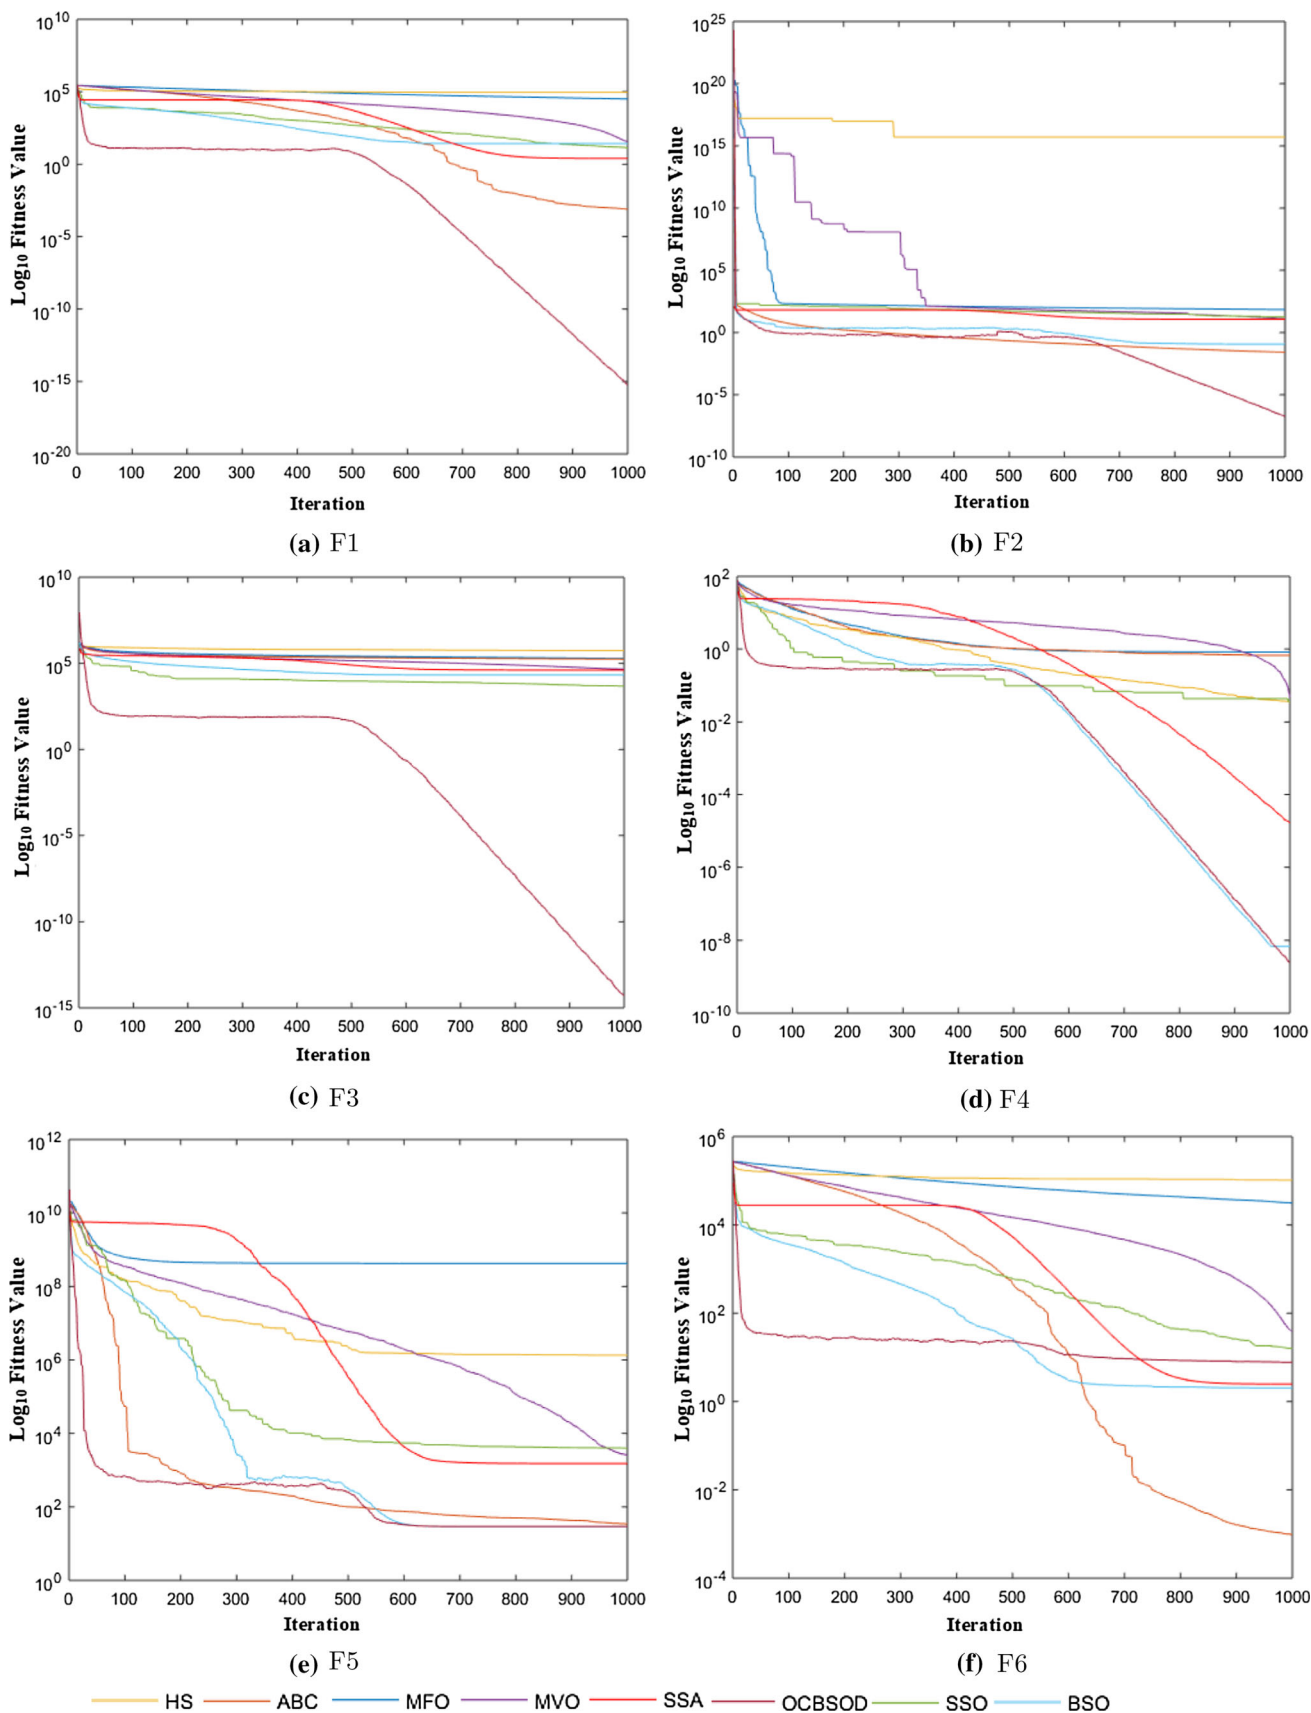 10^10
10^5
10^0
10^-5
10^-10
10^-15
10^-20
Log10 Fitness Value
0 100 200 300 400 500 600 700 800 900 1000
Iteration
(a) F1
10^25
10^20
10^15
10^10
10^5
10^0
10^-5
10^-10
Log10 Fitness Value
0 100 200 300 400 500 600 700 800 900 1000
Iteration
(b) F2
10^10
10^5
10^0
10^-5
10^-10
10^-15
Log10 Fitness Value
0 100 200 300 400 500 600 700 800 900 1000
Iteration
(c) F3
10^2
10^0
10^-2
10^-4
10^-6
10^-8
10^-10
Log10 Fitness Value
0 100 200 300 400 500 600 700 800 900 1000
Iteration
(d) F4
10^12
10^10
10^8
10^6
10^4
10^2
10^0
Log10 Fitness Value
0 100 200 300 400 500 600 700 800 900 1000
Iteration
(e) F5
10^6
10^4
10^2
10^0
10^-2
10^-4
Log10 Fitness Value
0 100 200 300 400 500 600 700 800 900 1000
Iteration
(f) F6
HS ABC MFO MVO SSA OCBSOD SSO BSO